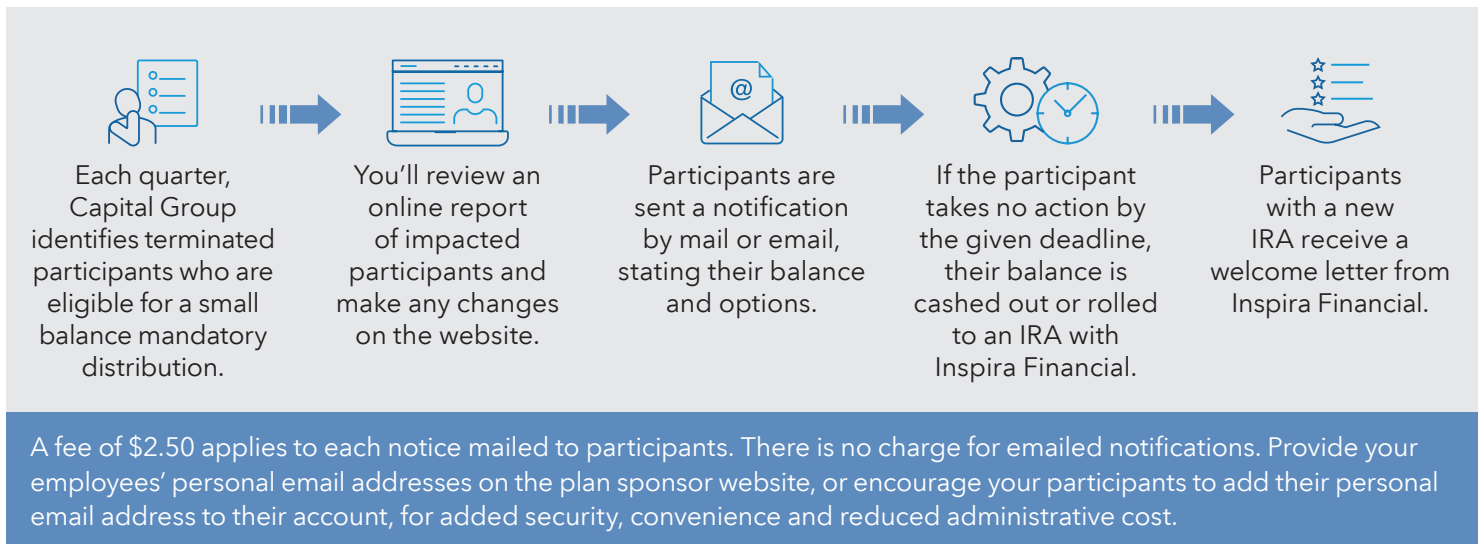 @
Each quarter,
Capital Group
identifies terminated
participants who are
eligible for a small
balance mandatory
distribution.
You'll review an
online report
of impacted
participants and
make any changes
on the website.
Participants are
sent a notification
by mail or email,
stating their balance
and options.
If the participant
takes no action by
the given deadline,
their balance is
cashed out or rolled
to an IRA with
Inspira Financial.
Participants
with a new
IRA receive a
welcome letter from
Inspira Financial.
A fee of $2.50 applies to each notice mailed to participants. There is no charge for emailed notifications. Provide your
employees' personal email addresses on the plan sponsor website, or encourage your participants to add their personal
email address to their account, for added security, convenience and reduced administrative cost.